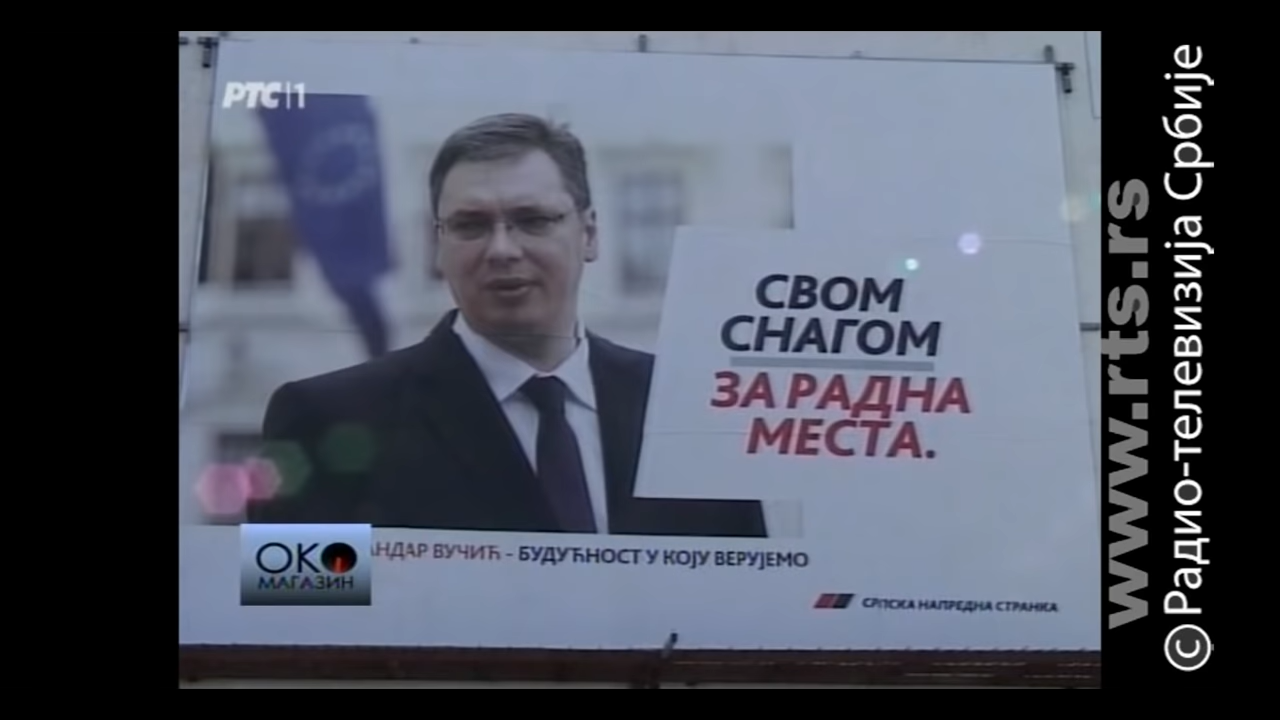 РТС|1
СВОМ
СНАГОМ
ЗА РАДНА
МЕСТА.
АНДАР ВУЧИЋ - БУДУЋНОСТ У КОЈУ ВЕРУЈЕМО
СРПСКА НАПРЕДНА СТРАНКА
ОКО
МАГАЗИН
www.rts.rs
©Радио-телевизија Србије